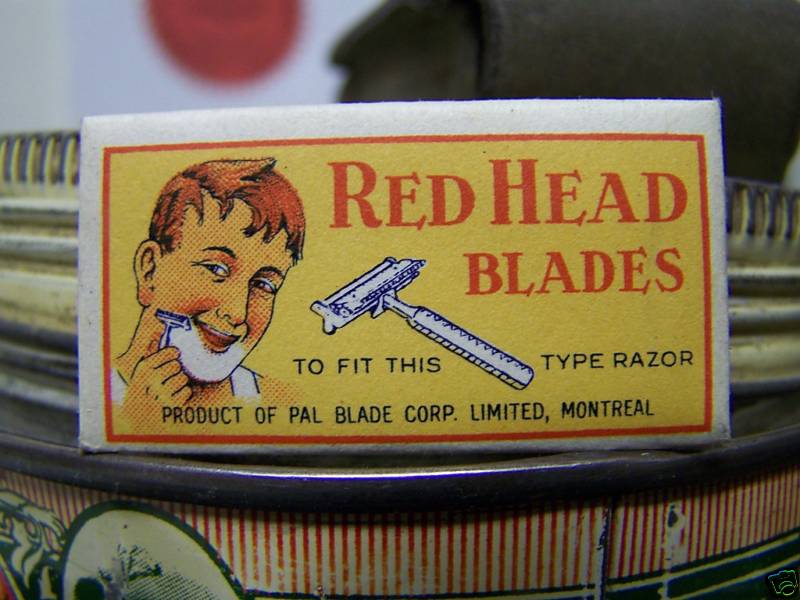 RED HEAD
BLADES
TO FIT THIS TYPE RAZOR
PRODUCT OF PAL BLADE CORP. LIMITED, MONTREAL